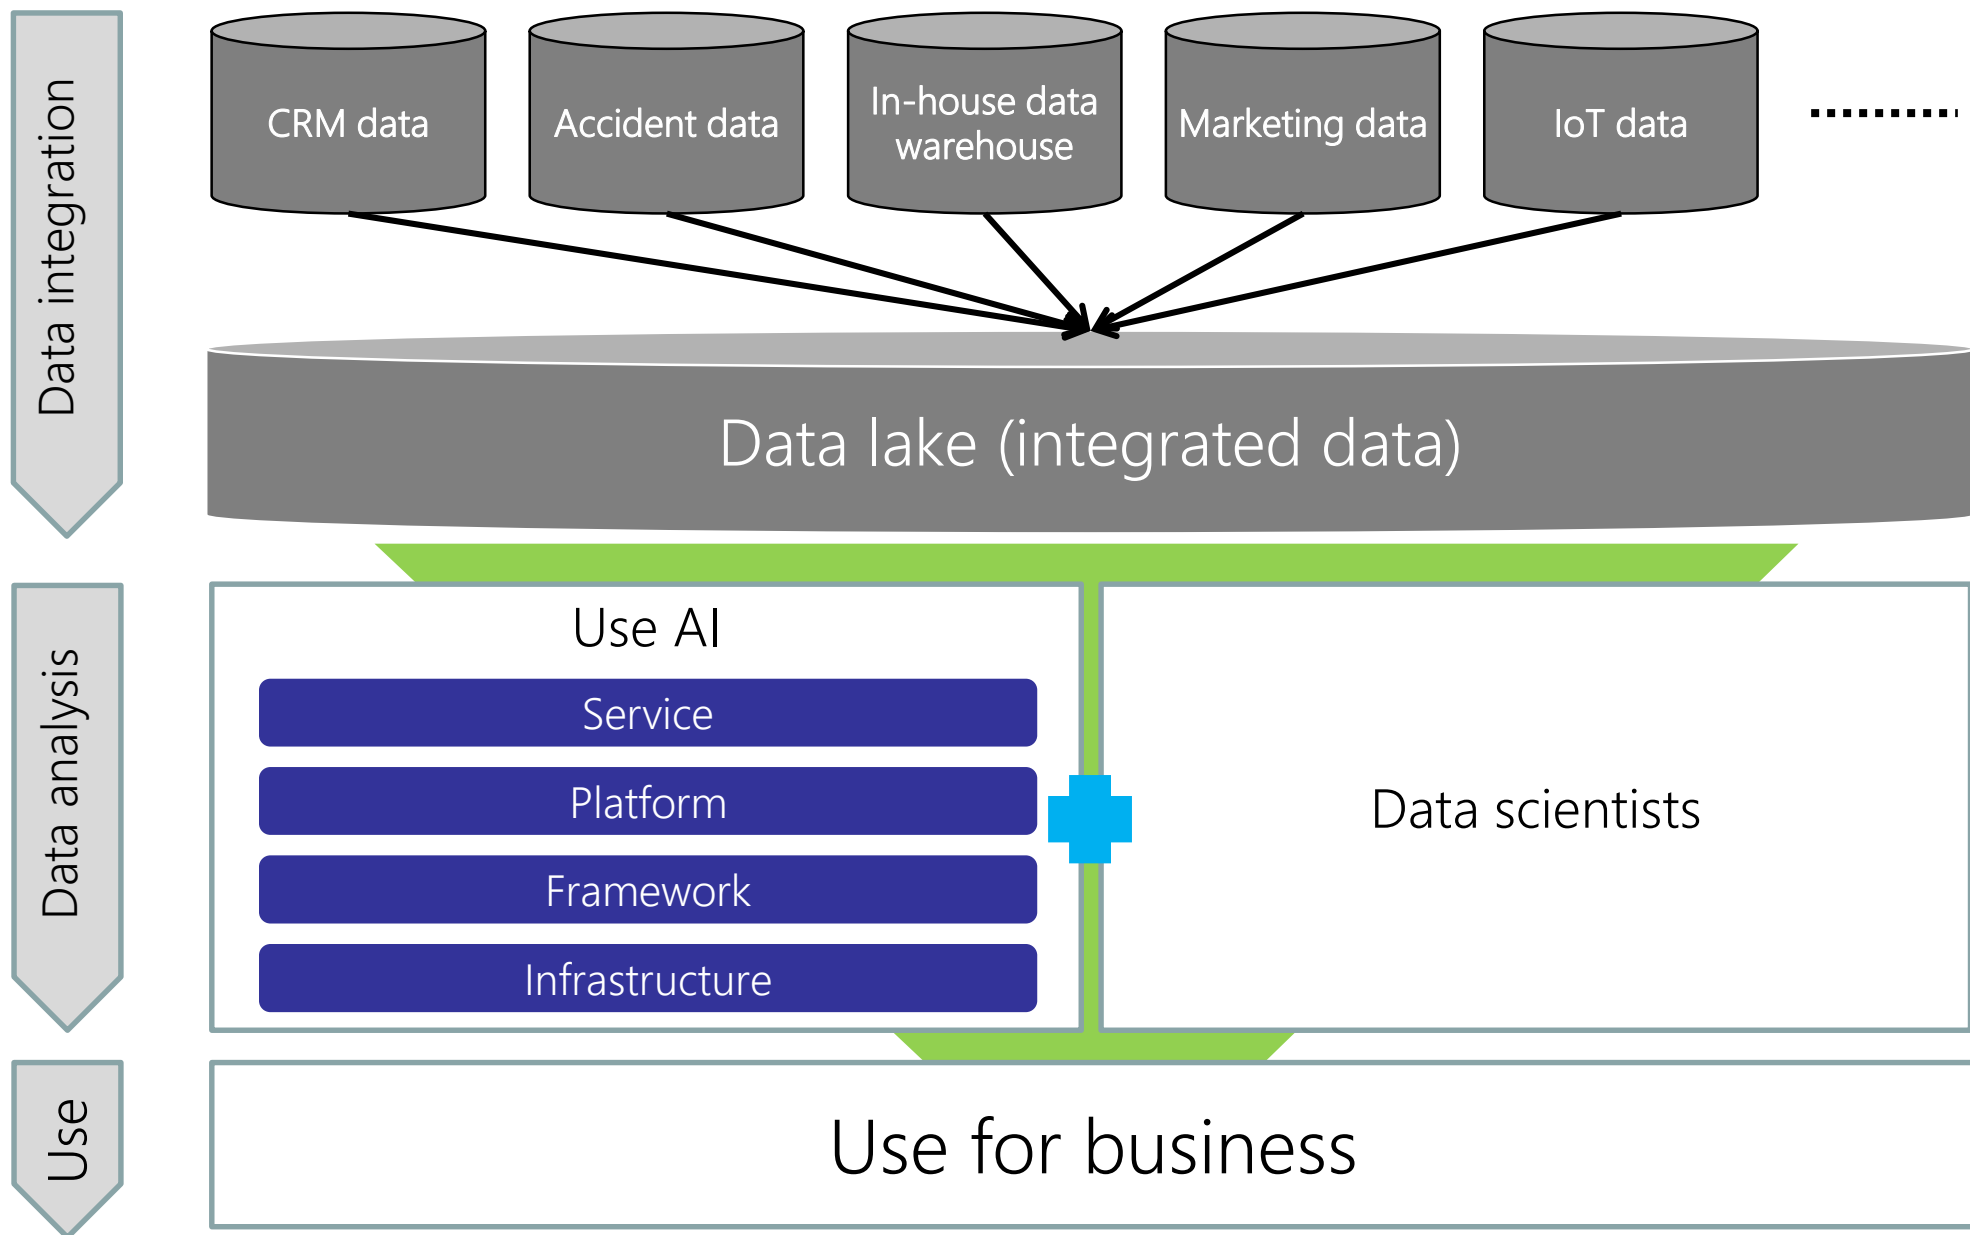 Data integration
CRM data
Accident data
In-house data
warehouse
Marketing data
IoT data
Data lake (integrated data)
Data analysis
Use AI
Service
Platform
Framework
Infrastructure
Data scientists
Use
Use for business